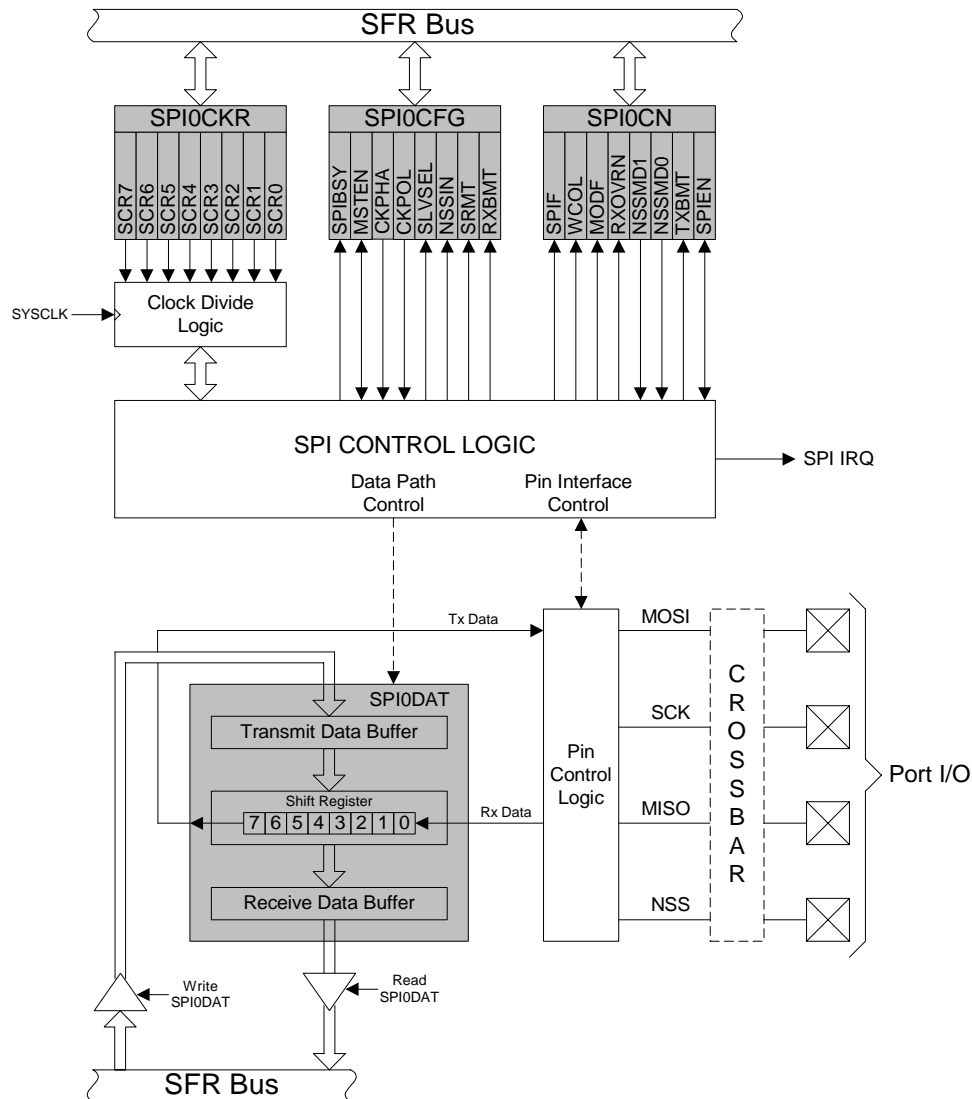 SFR Bus
SPI0CKR
SPI0CFG
SPI0CN
SCR7
SCR6
SCR5
SCR4
SCR3
SCR2
SCR1
SCR0
SPIBSY
MSTEN
CKPHA
CKPOL
SLVSEL
NSSIN
SRMT
RXBMT
SPIF
WCOL
MODF
RXOVRN
NSSMD1
NSSMD0
TXBMT
SPIEN
SYSCLK
Clock Divide
Logic
SPI CONTROL LOGIC
SPI IRQ
Data Path
Control
Pin Interface
Control
Tx Data
MOSI
SPI0DAT
Transmit Data Buffer
SCK
Pin
Control
Logic
CROSSBAR
Port I/O
Shift Register
7 6 5 4 3 2 1 0
Rx Data
MISO
Receive Data Buffer
NSS
Write
SPI0DAT
Read
SPI0DAT
SFR Bus